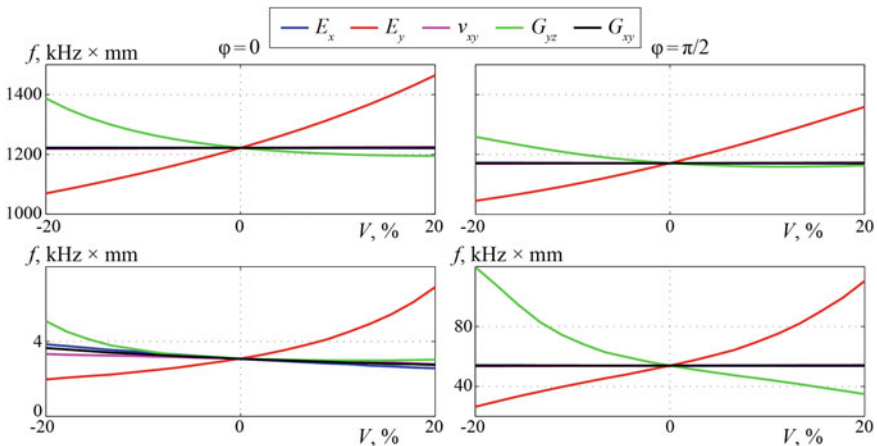 E_x E_y ν_xy G_yz G_xy
f, kHz × mm φ = 0 φ = π/2
1400
1200
1000
-20 0 V, % 20 -20 0 V, % 20
f, kHz × mm f, kHz × mm
4 80
0 40
-20 0 V, % 20 -20 0 V, % 20